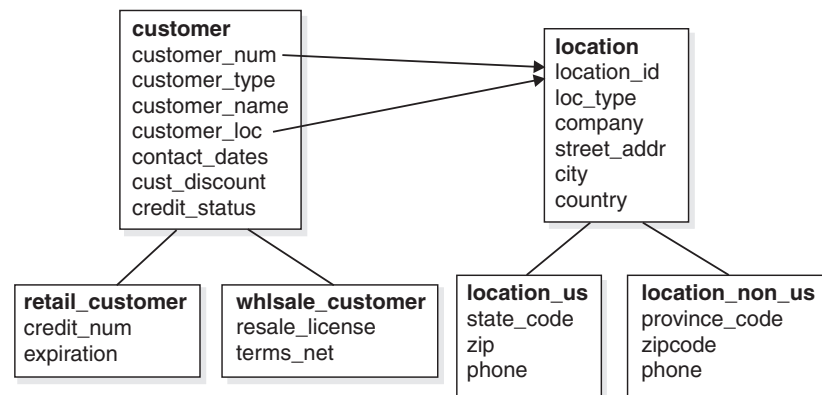 customer
customer_num
customer_type
customer_name
customer_loc
contact_dates
cust_discount
credit_status
location
location_id
loc_type
company
street_addr
city
country
retail_customer
credit_num
expiration
whlsale_customer
resale_license
terms_net
location_us
state_code
zip
phone
location_non_us
province_code
zipcode
phone